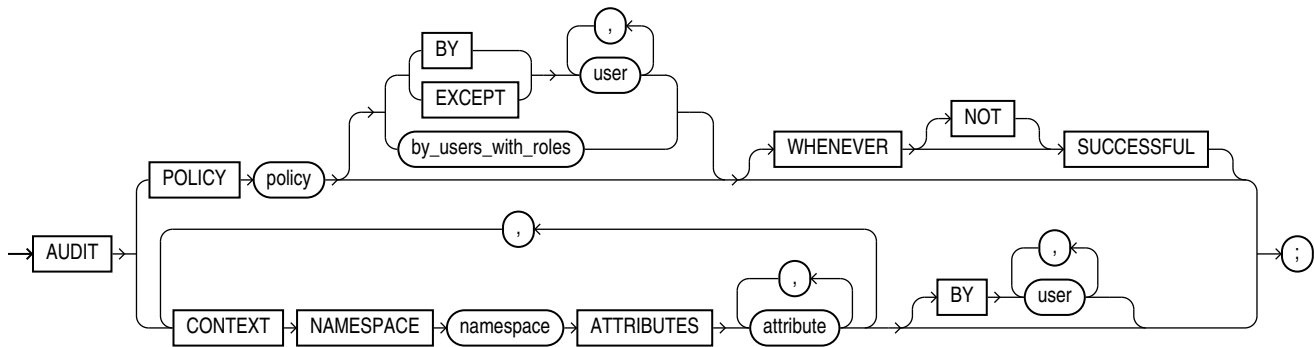 ,
BY
user
EXCEPT
by_users_with_roles
NOT
WHENEVER
SUCCESSFUL
POLICY
policy
AUDIT
,
;
,
,
BY
user
CONTEXT
NAMESPACE
namespace
ATTRIBUTES
attribute